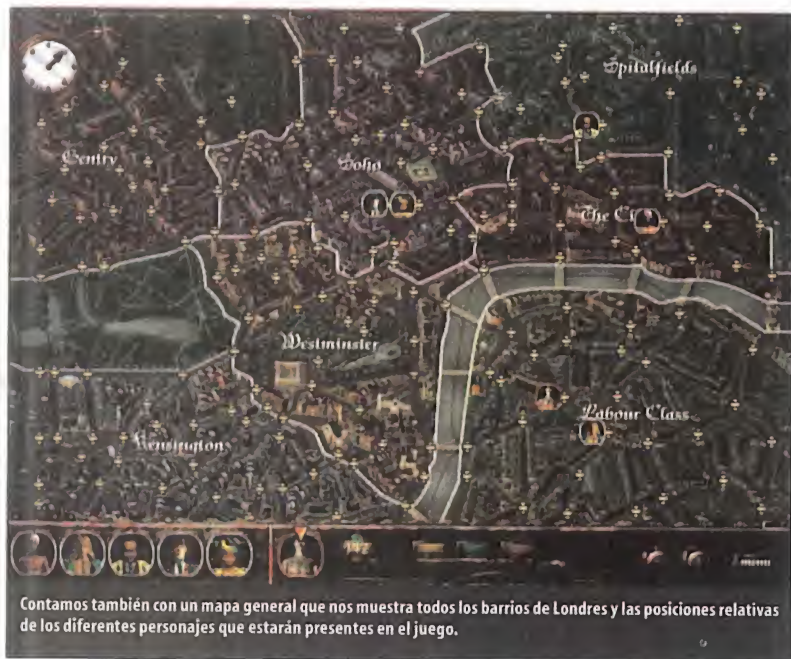 Spitalfields
Gentry
Soho
The Ci
Westminster
Labour Class
Kensington
menu
Contamos también con un mapa general que nos muestra todos los barrios de Londres y las posiciones relativas
de los diferentes personajes que estarán presentes en el juego.